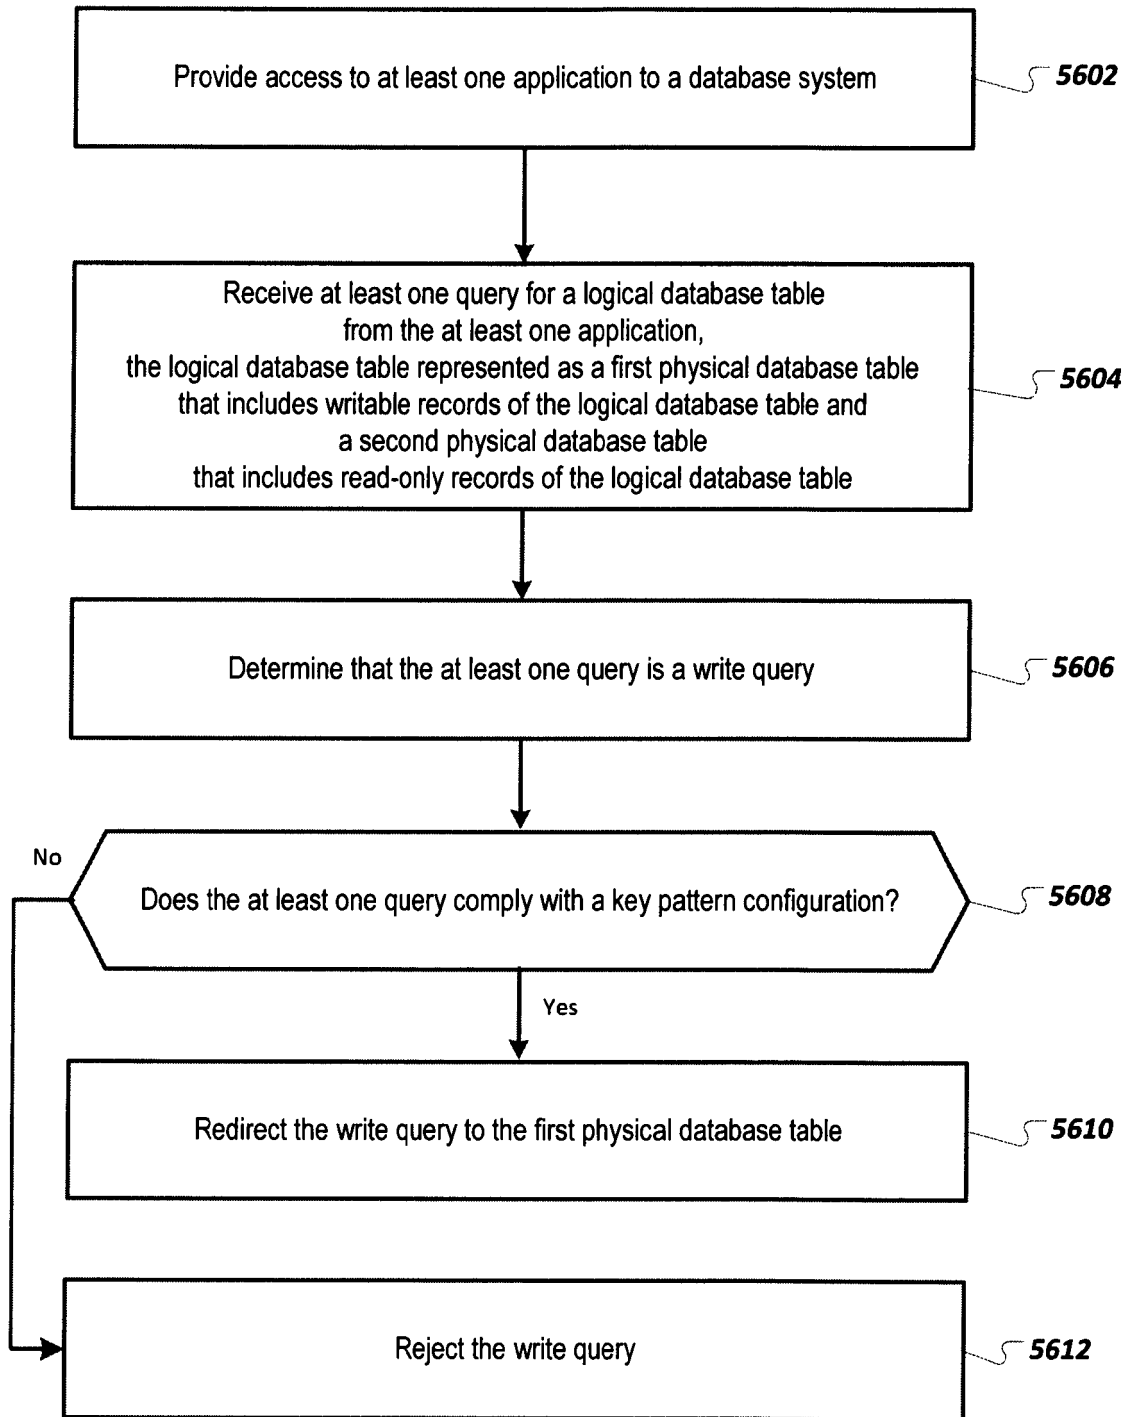 Provide access to at least one application to a database system
5602
Receive at least one query for a logical database table
from the at least one application,
the logical database table represented as a first physical database table
that includes writable records of the logical database table and
a second physical database table
that includes read-only records of the logical database table
5604
Determine that the at least one query is a write query
5606
No
Does the at least one query comply with a key pattern configuration?
5608
Yes
Redirect the write query to the first physical database table
5610
Reject the write query
5612